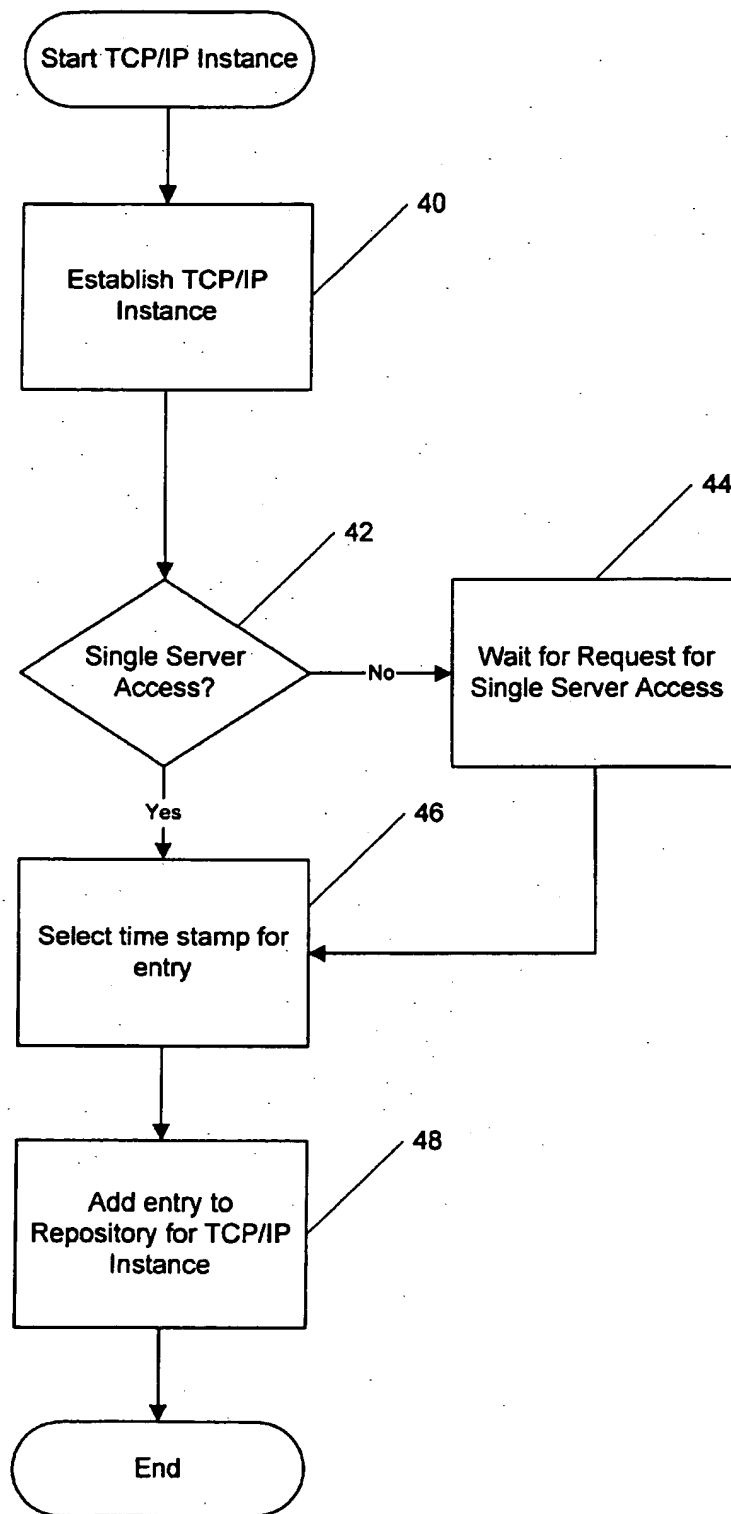 Start TCP/IP Instance
40
Establish TCP/IP
Instance
42
44
Single Server
Access?
No
Wait for Request for
Single Server Access
Yes
46
Select time stamp for
entry
48
Add entry to
Repository for TCP/IP
Instance
End